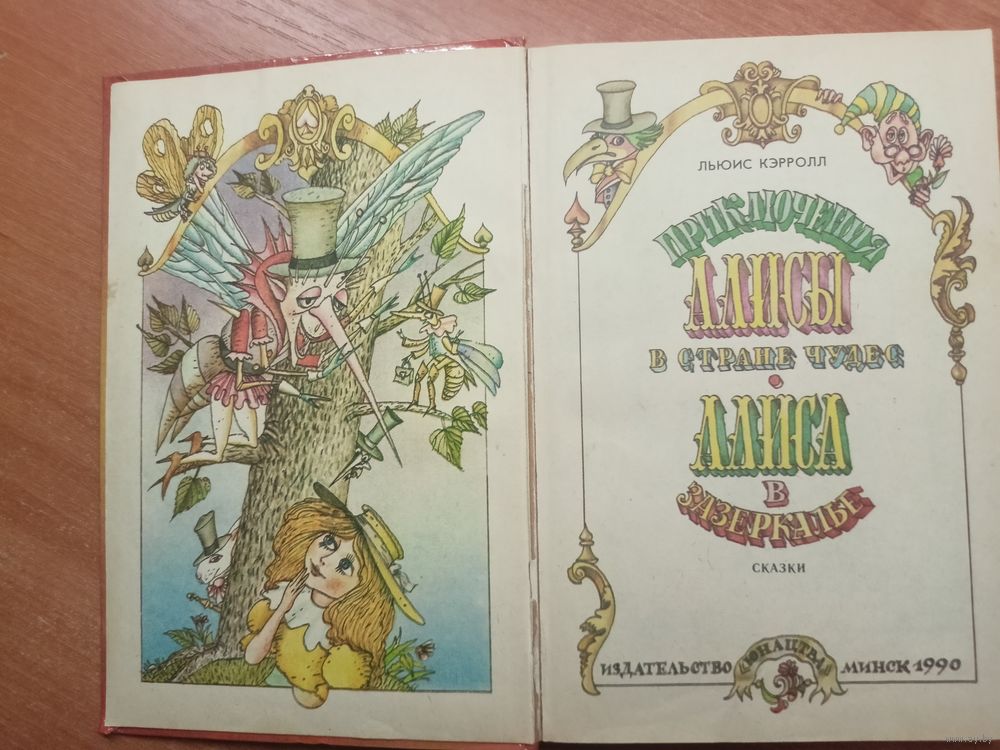 ЛЬЮИС КЭРРОЛЛ
ПРИКЛЮЧЕНИЯ
АЛИСЫ
В СТРАНЕ ЧУДЕС
АЛИСА
В
ЗАЗЕРКАЛЬЕ
СКАЗКИ
ИЗДАТЕЛЬСТВО «ЮНАЦТВА» МИНСК 1990